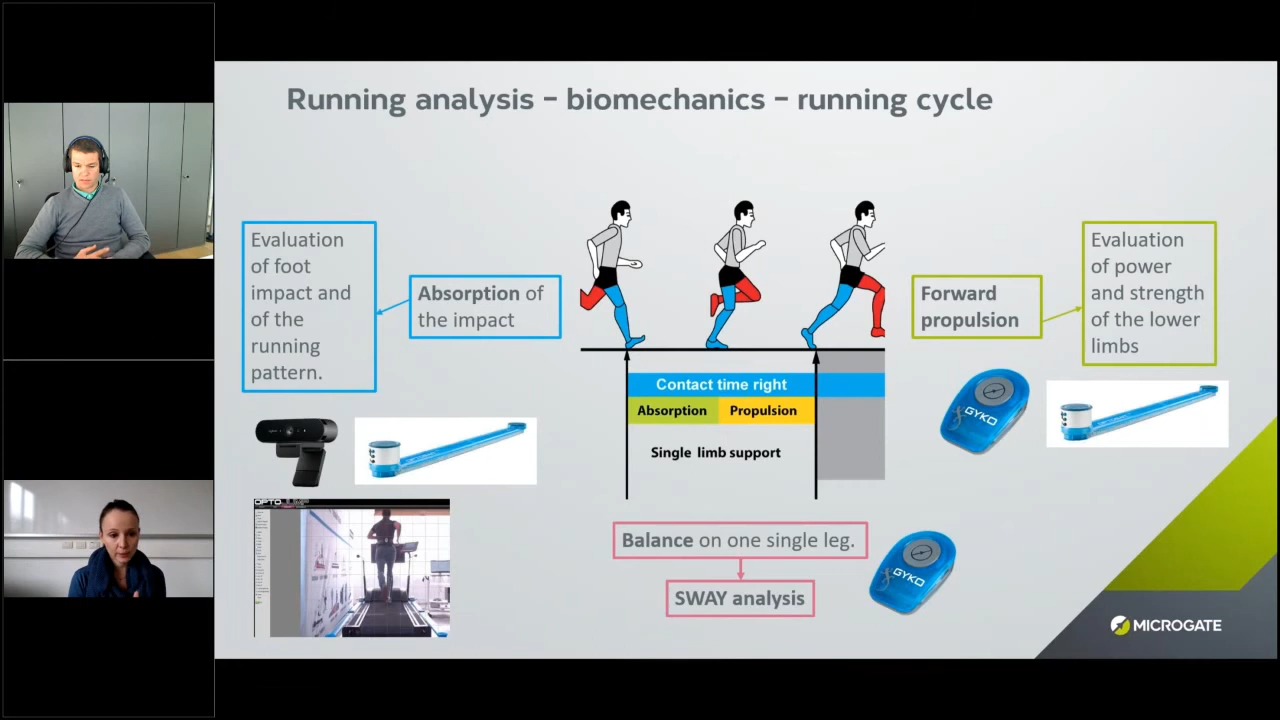 Running analysis – biomechanics – running cycle
Evaluation
of foot
impact and
of the
running
pattern.
Absorption of
the impact
Forward
propulsion
Evaluation
of power
and strength
of the lower
limbs
Contact time right
Absorption
Propulsion
Single limb support
GYKO
OPTO
Balance on one single leg.
SWAY analysis
GYKO
MICROGATE